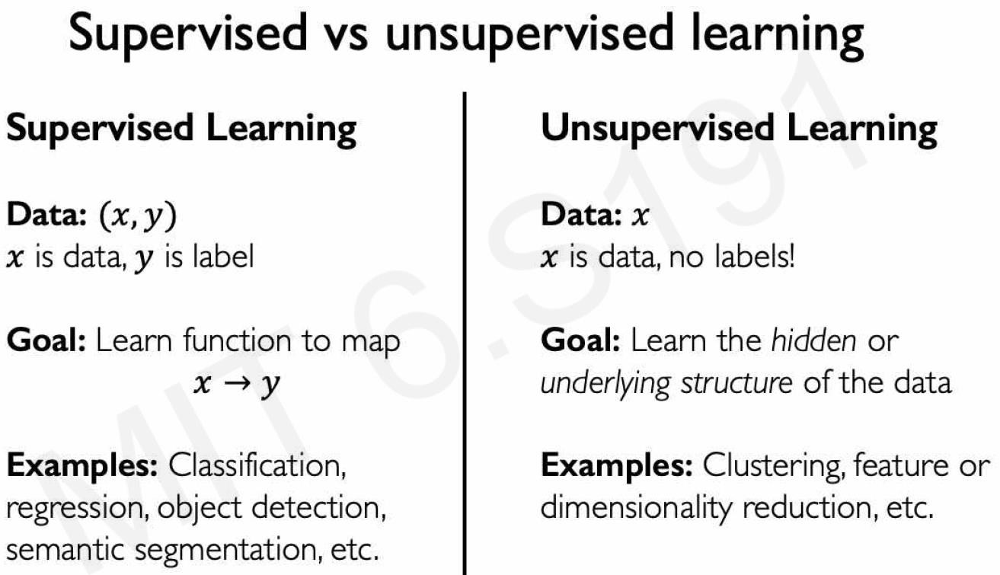 Supervised vs unsupervised learning
Supervised Learning
Data: (x, y)
x is data, y is label
Goal: Learn function to map
x → y
Examples: Classification,
regression, object detection,
semantic segmentation, etc.
Unsupervised Learning
Data: x
x is data, no labels!
Goal: Learn the hidden or
underlying structure of the data
Examples: Clustering, feature or
dimensionality reduction, etc.
MIT 6.S191